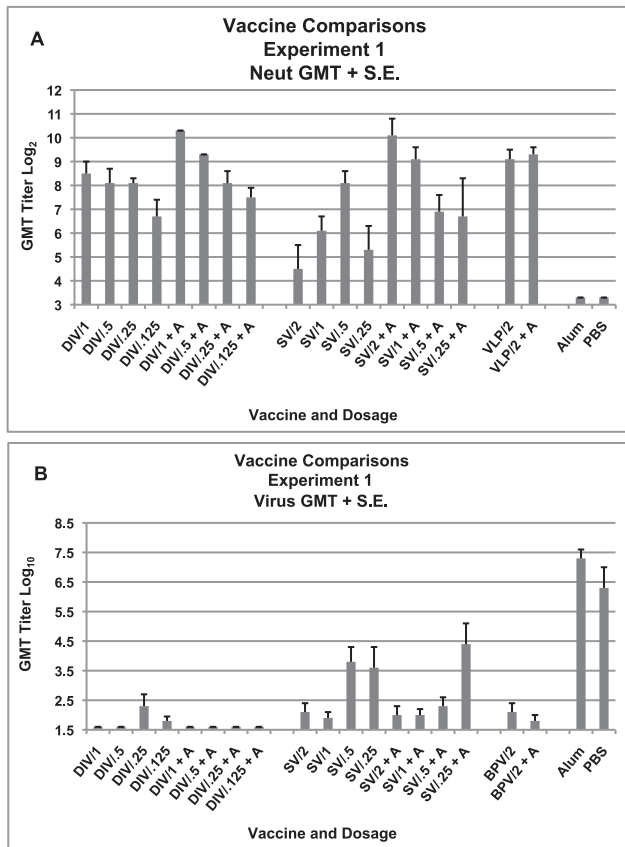 A
Vaccine Comparisons
Experiment 1
Neut GMT + S.E.
GMT Titer Log2
12
11
10
9
8
7
6
5
4
3
DIV/1
DIV/.5
DIV/.25
DIV/.125
DIV/1 + A
DIV/.5 + A
DIV/.25 + A
DIV/.125 + A
SV/2
SV/1
SV/.5
SV/.25
SV/2 + A
SV/1 + A
SV/.5 + A
SV/.25 + A
VLP/2
VLP/2 + A
Alum
PBS
Vaccine and Dosage
B
Vaccine Comparisons
Experiment 1
Virus GMT + S.E.
GMT Titer Log10
8.5
7.5
6.5
5.5
4.5
3.5
2.5
1.5
DIV/1
DIV/.5
DIV/.25
DIV/.125
DIV/1 + A
DIV/.5 + A
DIV/.25 + A
DIV/.125 + A
SV/2
SV/1
SV/.5
SV/.25
SV/2 + A
SV/1 + A
SV/.5 + A
SV/.25 + A
BPV/2
BPV/2 + A
Alum
PBS
Vaccine and Dosage